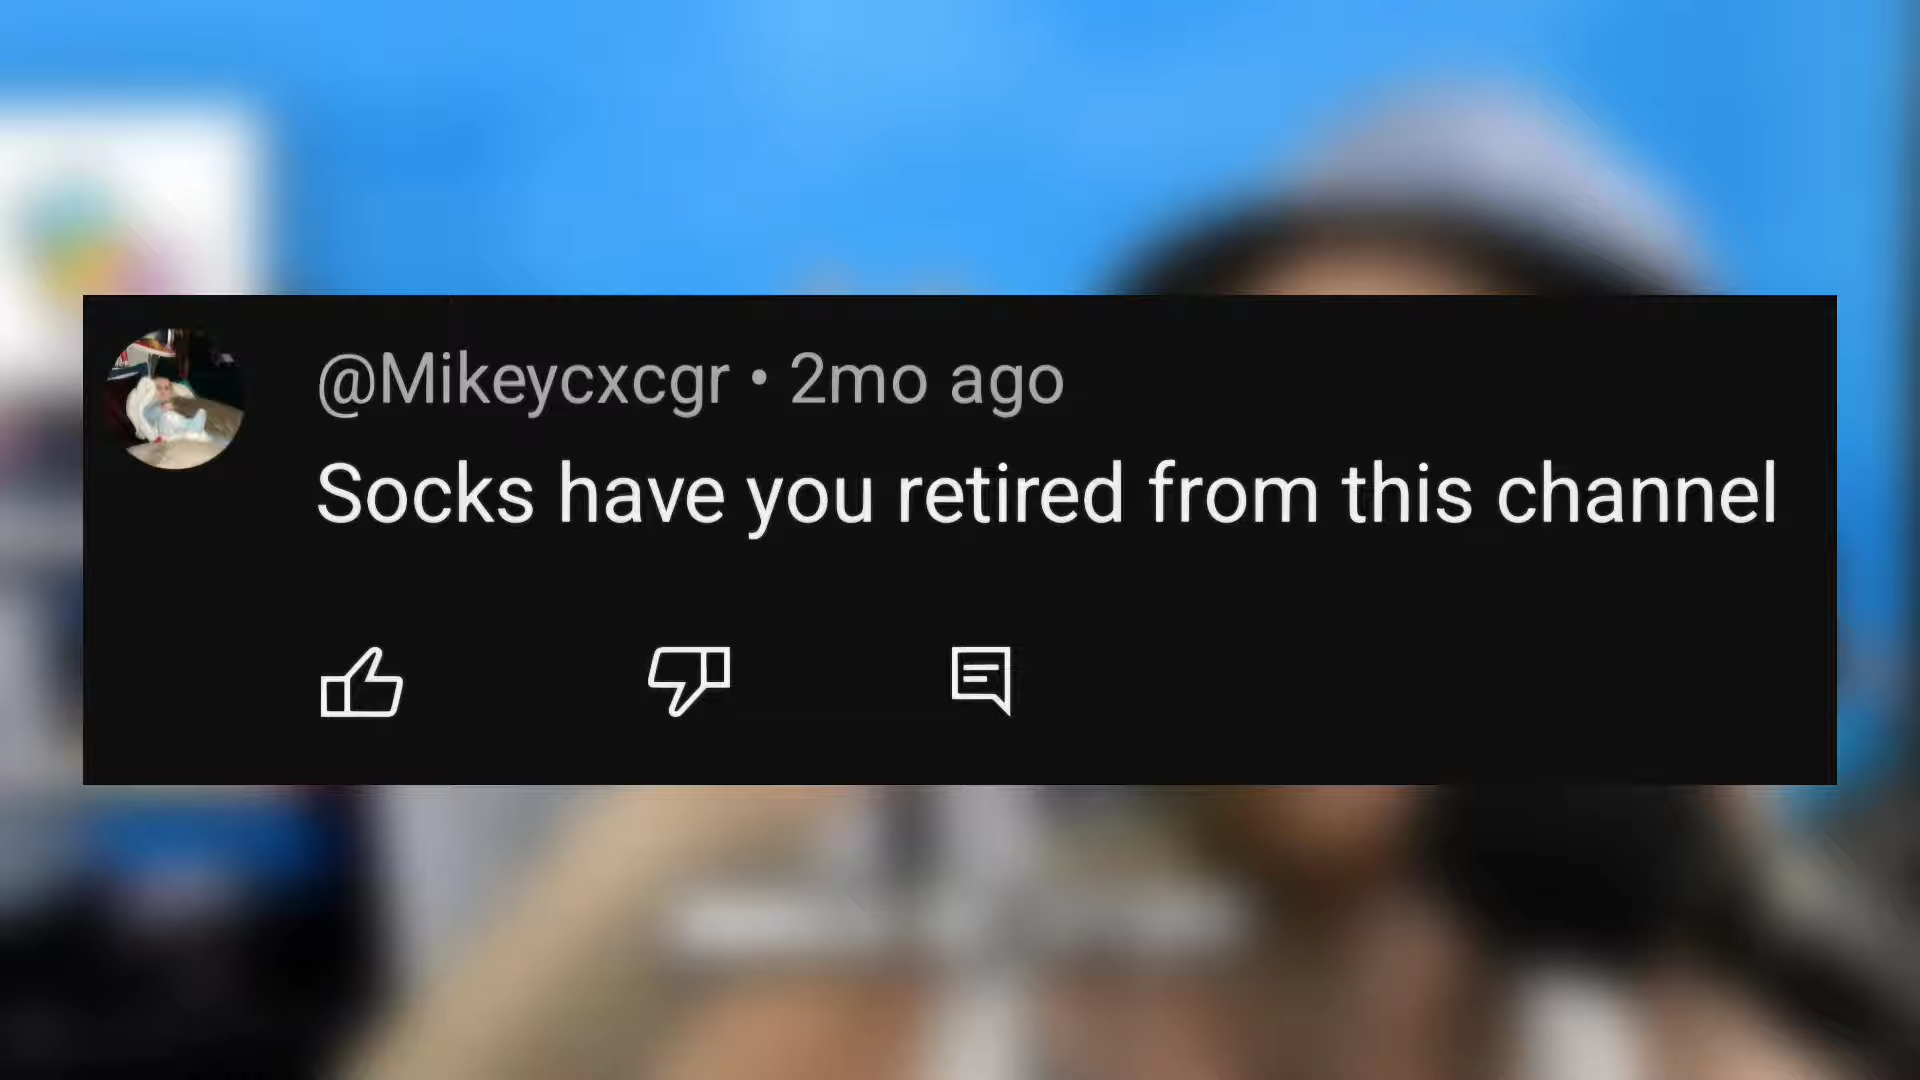 @Mikeycxcgr • 2mo ago
Socks have you retired from this channel